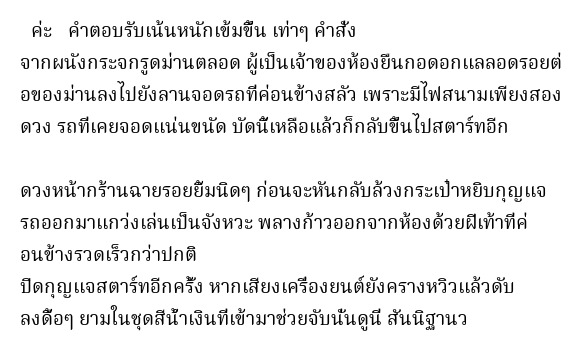 ค่ะ คำตอบรับเน้นหนักเข้มขึ้น เท่าๆ คำสั่ง
จากผนังกระจกรูดม่านตลอด ผู้เป็นเจ้าของห้องยืนกอดอกแลลอดรอยต่
อของม่านลงไปยังลานจอดรถที่ค่อนข้างสลัว เพราะมีไฟสนามเพียงสอง
ดวง รถที่เคยจอดแน่นขนัด บัดนี้เหลือแล้วก็กลับขึ้นไปสตาร์ทอีก
ดวงหน้ากร้านฉายรอยยิ้มนิดๆ ก่อนจะหันกลับล้วงกระเป๋าหยิบกุญแจ
รถออกมาแกว่งเล่นเป็นจังหวะ พลางก้าวออกจากห้องด้วยฝีเท้าที่ค่
อนข้างรวดเร็วกว่าปกติ
ปิดกุญแจสตาร์ทอีกครั้ง หากเสียงเครื่องยนต์ยังครางหวิวแล้วดับ
ลงดื้อๆ ยามในชุดสีน้ำเงินที่เข้ามาช่วยจับนั่นดูนี่ สันนิฐานว